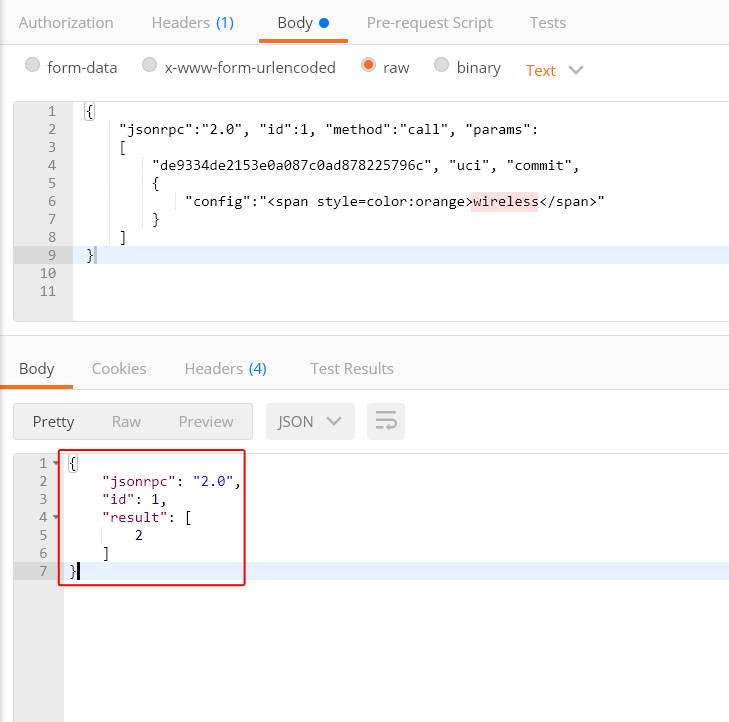 Authorization Headers (1) Body Pre-request Script Tests
form-data x-www-form-urlencoded raw binary Text
1 {
2 "jsonrpc":"2.0", "id":1, "method":"call", "params":
3 [
4 "de9334de2153e0a087c0ad878225796c", "uci", "commit",
5 {
6 "config":"<span style=color:orange>wireless</span>"
7 }
8 ]
9 }
10
11
Body Cookies Headers (4) Test Results
Pretty Raw Preview JSON
1 {
2 "jsonrpc": "2.0",
3 "id": 1,
4 "result": [
5 2
6 ]
7 }